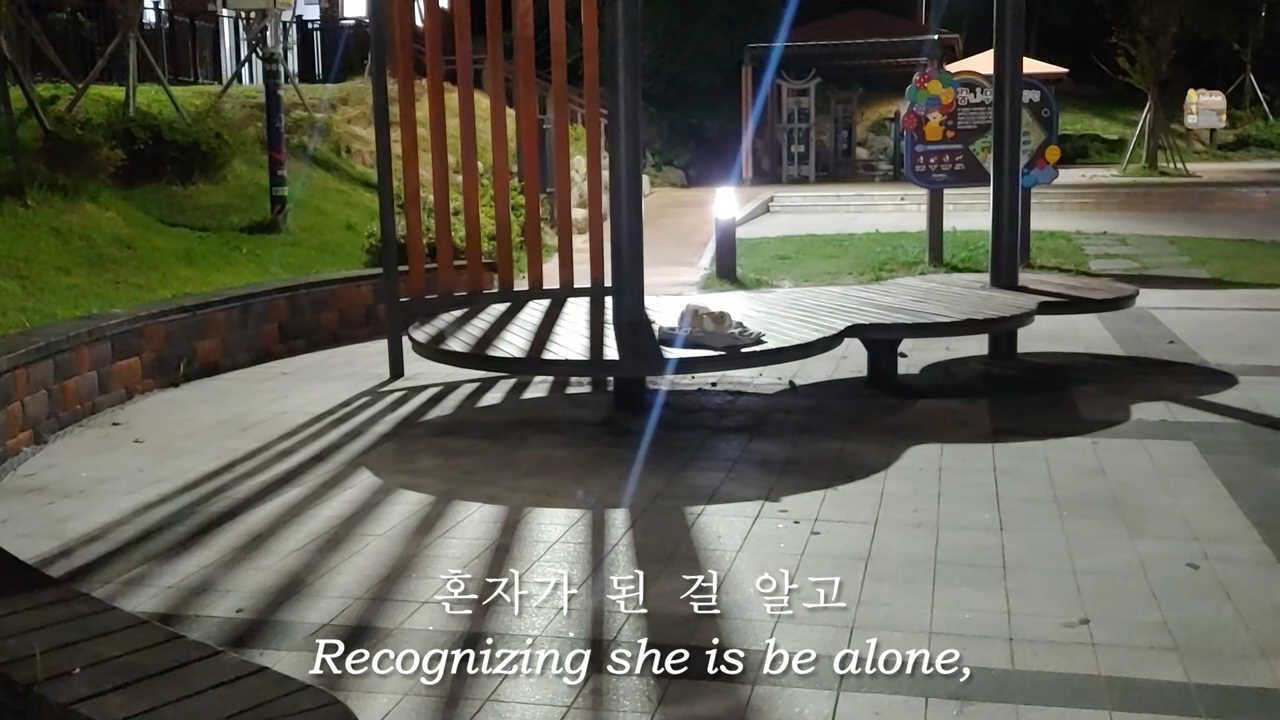 혼자가 된 걸 알고
Recognizing she is be alone,